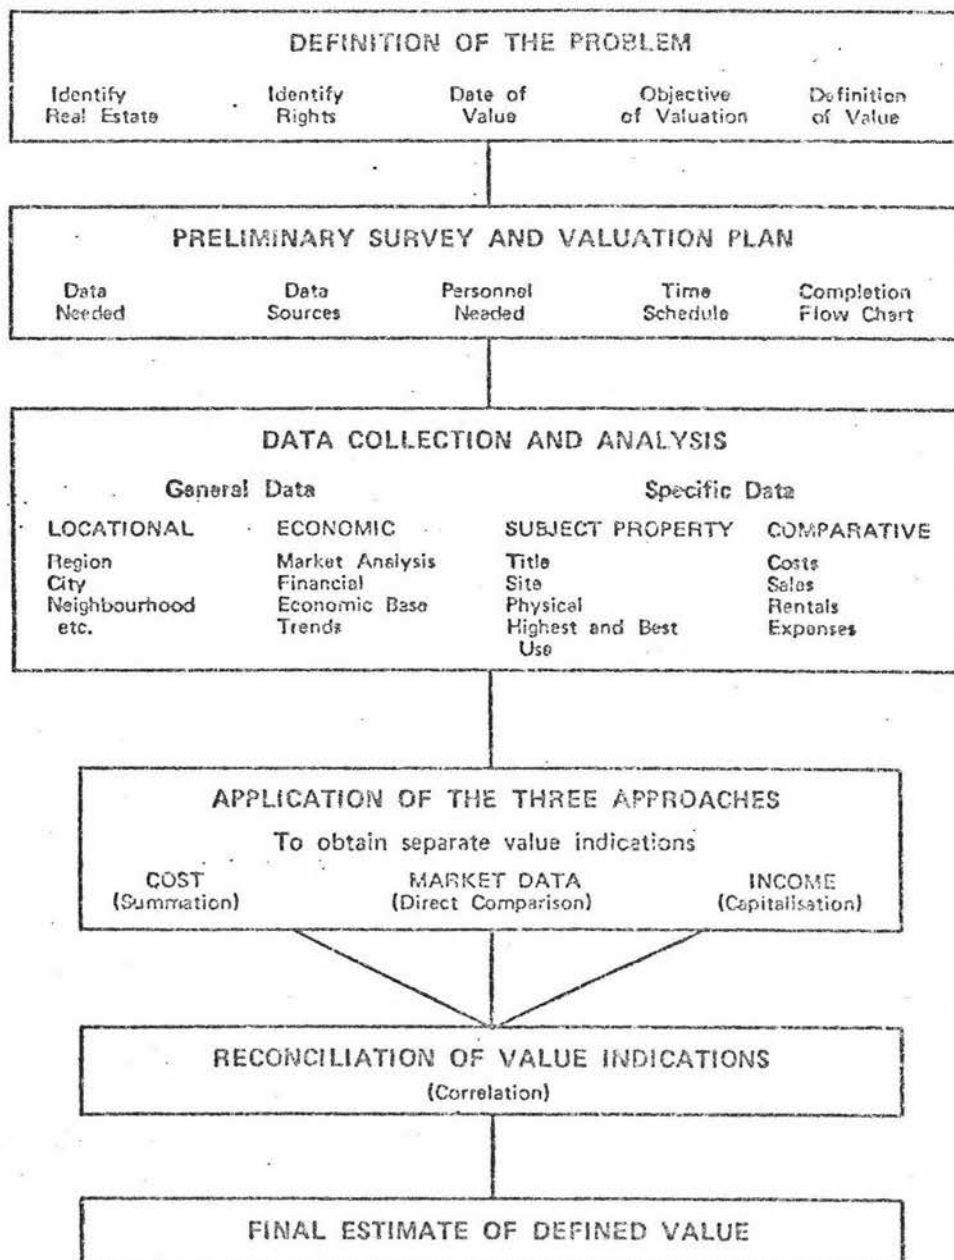 DEFINITION OF THE PROBLEM
Identify Real Estate
Identify Rights
Date of Value
Objective of Valuation
Definition of Value
PRELIMINARY SURVEY AND VALUATION PLAN
Data Needed
Data Sources
Personnel Needed
Time Schedule
Completion Flow Chart
DATA COLLECTION AND ANALYSIS
General Data
Specific Data
LOCATIONAL
Region
City
Neighbourhood
etc.
ECONOMIC
Market Analysis
Financial
Economic Base
Trends
SUBJECT PROPERTY
Title
Site
Physical
Highest and Best
Use
COMPARATIVE
Costs
Sales
Rentals
Expenses
APPLICATION OF THE THREE APPROACHES
To obtain separate value indications
COST
(Summation)
MARKET DATA
(Direct Comparison)
INCOME
(Capitalisation)
RECONCILIATION OF VALUE INDICATIONS
(Correlation)
FINAL ESTIMATE OF DEFINED VALUE